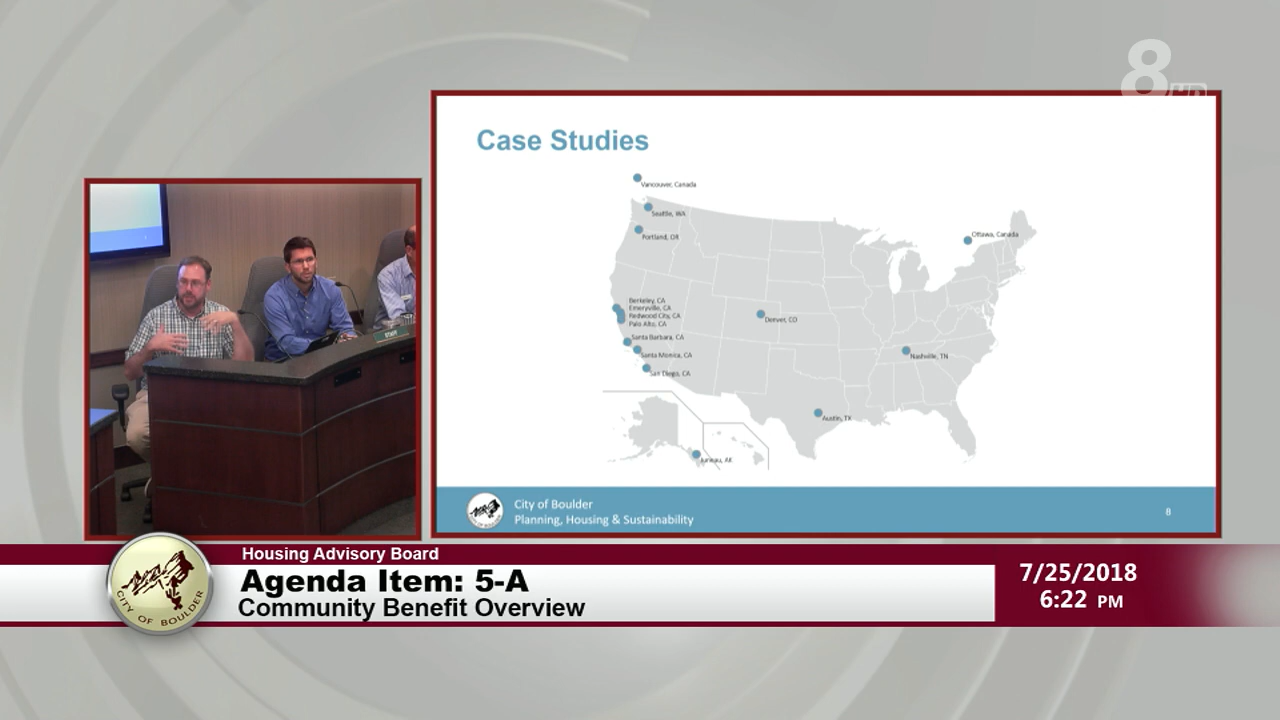 8
HD
Case Studies
Vancouver, Canada
Seattle, WA
Portland, OR
Ottawa, Canada
Berkeley, CA
Emeryville, CA
Redwood City, CA
Palo Alto, CA
Denver, CO
Santa Barbara, CA
Santa Monica, CA
Nashville, TN
San Diego, CA
Austin, TX
Juneau, AK
City of Boulder
Planning, Housing & Sustainability
8
STAFF
Housing Advisory Board
Agenda Item: 5-A
Community Benefit Overview
7/25/2018
6:22 PM
CITY OF BOULDER